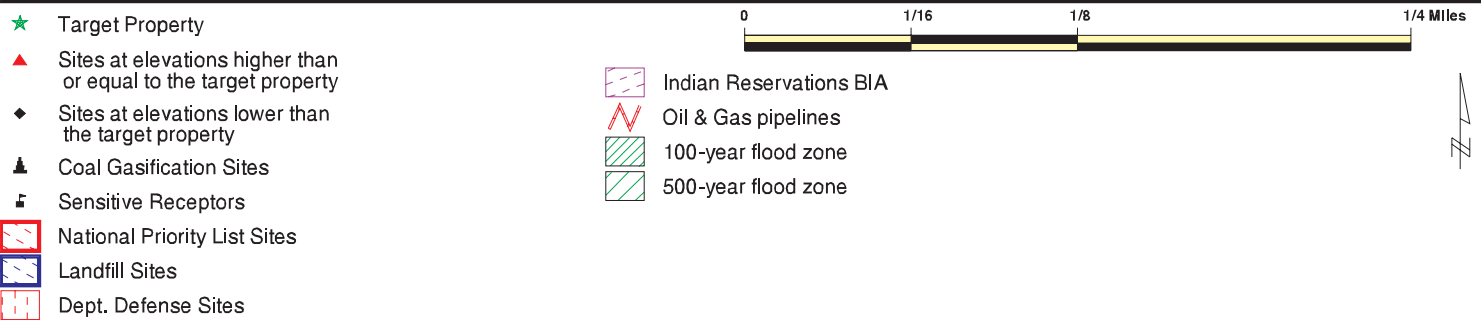 Target Property
Sites at elevations higher than
or equal to the target property
Sites at elevations lower than
the target property
Coal Gasification Sites
Sensitive Receptors
National Priority List Sites
Landfill Sites
Dept. Defense Sites
0 1/16 1/8 1/4 Miles
Indian Reservations BIA
Oil & Gas pipelines
100-year flood zone
500-year flood zone